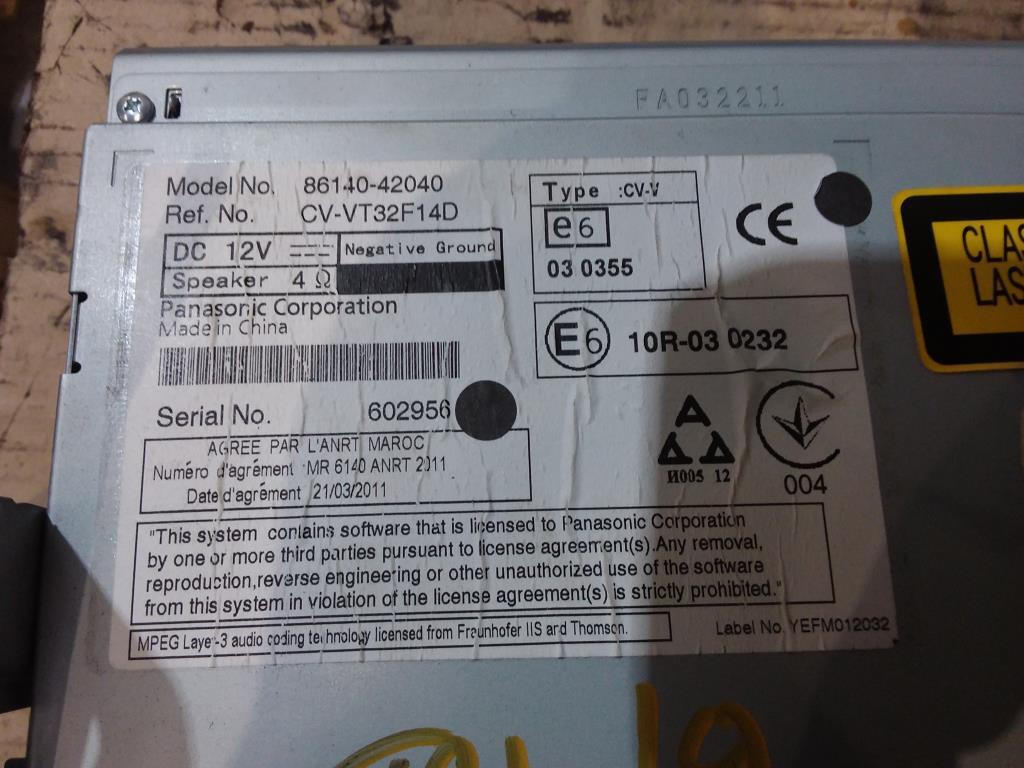 FA032211
Model No. 86140-42040
Ref. No. CV-VT32F14D
DC 12V Negative Ground
Speaker 4 Ω
Panasonic Corporation
Made in China
Serial No. 602956
AGREE PAR L'ANRT MAROC
Numéro d'agrément MR 6140 ANRT 2011
Date d'agrément 21/03/2011
Type :CV-V
e6
03 0355
CE
E6 10R-03 0232
И005 12
004
"This system contains software that is licensed to Panasonic Corporation
by one or more third parties pursuant to license agreement(s).Any removal,
reproduction,reverse engineering or other unauthorized use of the software
from this system in violation of the license agreement(s) is strictly prohibited."
MPEG Layer-3 audio coding technology licensed from Fraunhofer IIS and Thomson.
Label No. YEFM012032